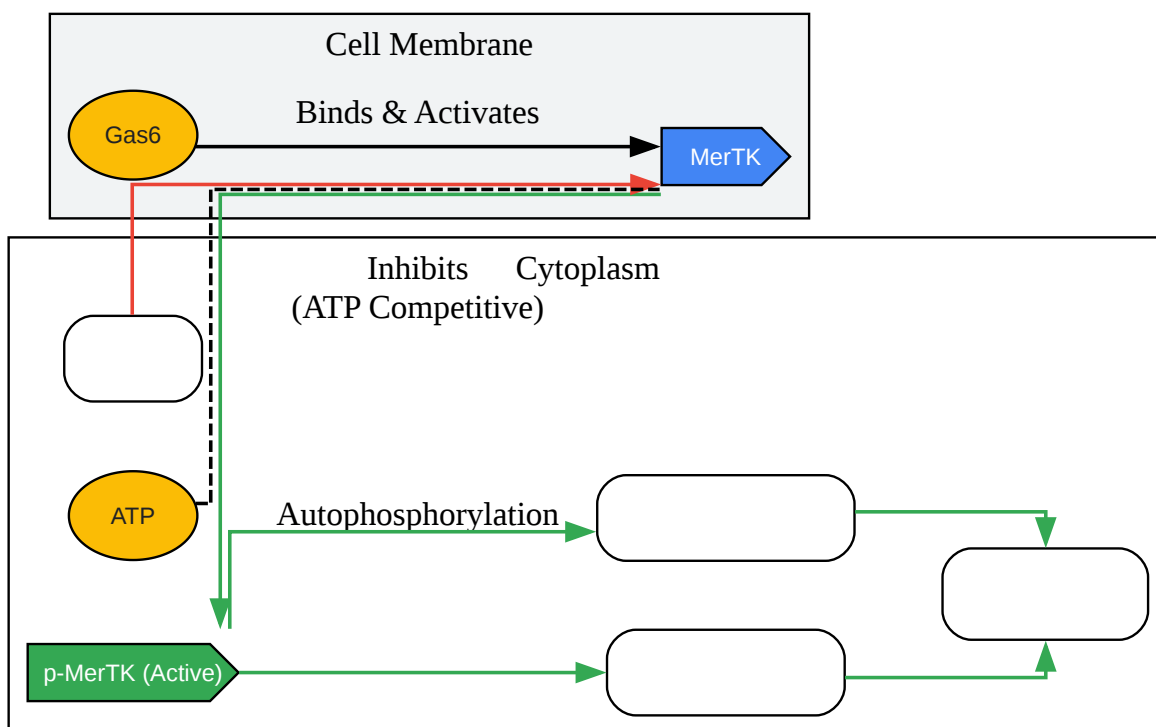 Cell Membrane
Binds & Activates
Gas6
MerTK
Inhibits Cytoplasm
(ATP Competitive)
ATP
Autophosphorylation
p-MerTK (Active)